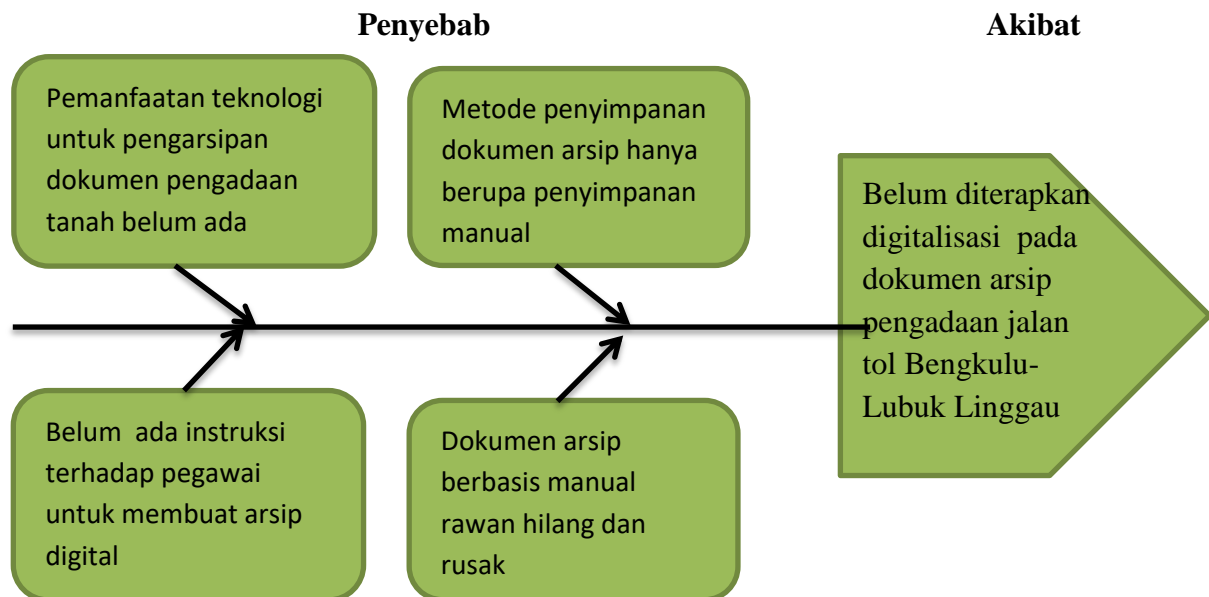 Penyebab
Akibat
Pemanfaatan teknologi
untuk pengarsipan
dokumen pengadaan
tanah belum ada
Metode penyimpanan
dokumen arsip hanya
berupa penyimpanan
manual
Belum diterapkan
digitalisasi pada
dokumen arsip
pengadaan jalan
tol Bengkulu-
Lubuk Linggau
Belum ada instruksi
terhadap pegawai
untuk membuat arsip
digital
Dokumen arsip
berbasis manual
rawan hilang dan
rusak